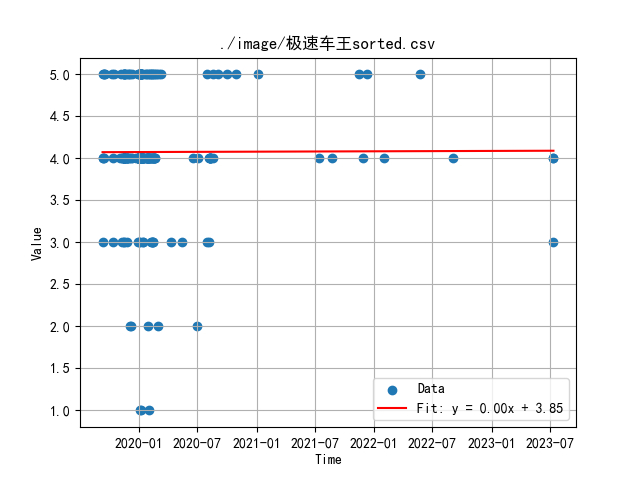 ./image/极速车王sorted.csv
5.0
4.5
4.0
3.5
3.0
2.5
2.0
1.5
1.0
Value
2020-01 2020-07 2021-01 2021-07 2022-01 2022-07 2023-01 2023-07
Time
Data
Fit: y = 0.00x + 3.85